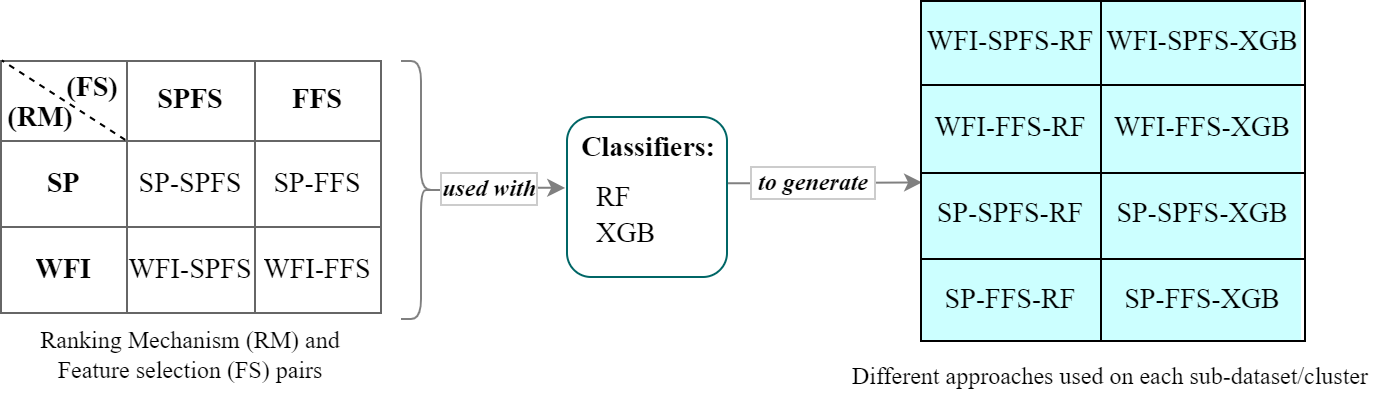 (FS)
(RM)
SPFS
FFS
SP
SP-SPFS
SP-FFS
WFI
WFI-SPFS
WFI-FFS
Ranking Mechanism (RM) and
Feature selection (FS) pairs
used with
Classifiers:
RF
XGB
to generate
WFI-SPFS-RF
WFI-SPFS-XGB
WFI-FFS-RF
WFI-FFS-XGB
SP-SPFS-RF
SP-SPFS-XGB
SP-FFS-RF
SP-FFS-XGB
Different approaches used on each sub-dataset/cluster